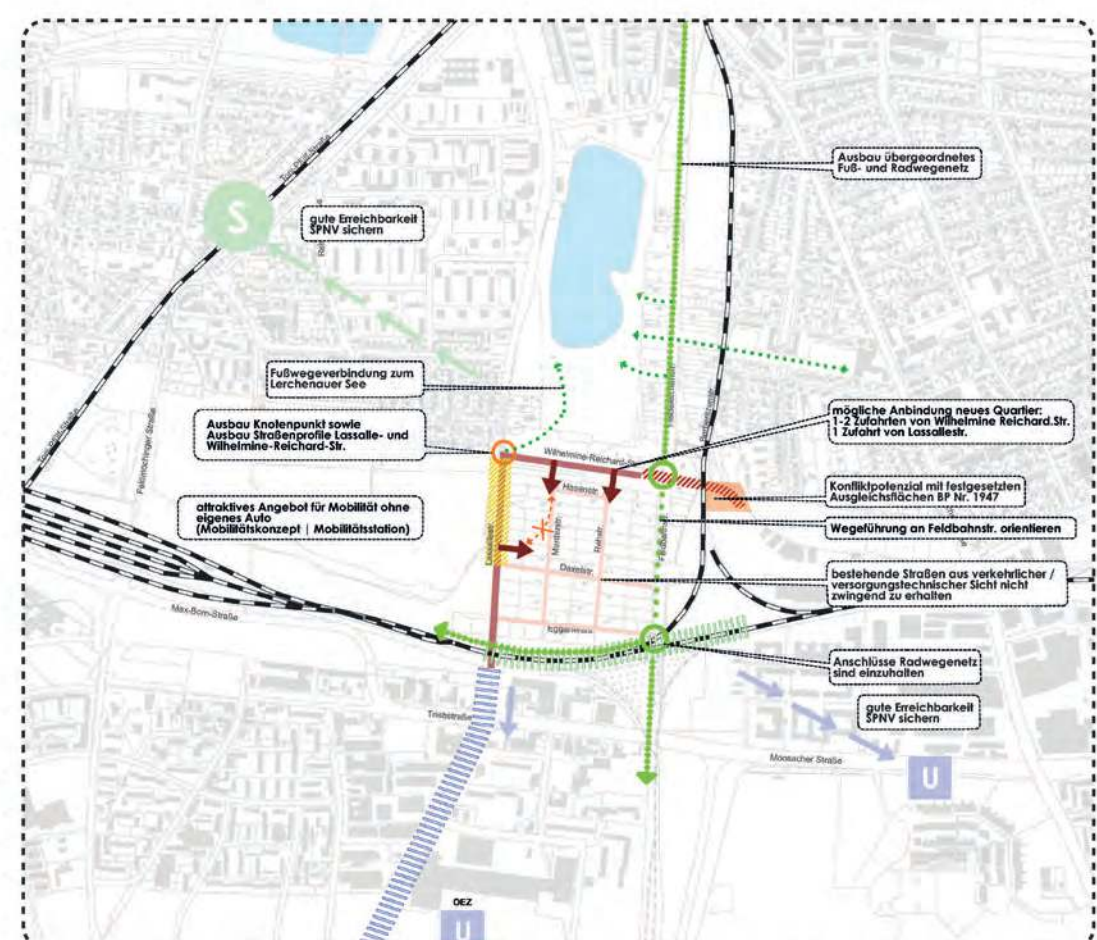 Ausbau übergeordnetes
Fuß- und Radwegenetz
S
gute Erreichbarkeit
SPNV sichern
Fußwegeverbindung zum
Lerchenauer See
Ausbau Knotenpunkt sowie
Ausbau Straßenprofile Lassalle- und
Wilhelmine-Reichard-Str.
mögliche Anbindung neues Quartier:
1-2 Zufahrten von Wilhelmine Reichard.Str.
1 Zufahrt von Lassallestr.
Wilhelmine-Reichard-
Hasenstr.
Konfliktpotenzial mit festgesetzten
Ausgleichsflächen BP Nr. 1947
attraktives Angebot für Mobilität ohne
eigenes Auto
(Mobilitätskonzept | Mobilitätsstation)
Wegeführung an Feldbahnstr. orientieren
Rehstr.
Daxetstr.
bestehende Straßen aus verkehrlicher /
versorgungstechnischer Sicht nicht
zwingend zu erhalten
Max-Born-Straße
Anschlüsse Radwegenetz
sind einzuhalten
gute Erreichbarkeit
SPNV sichern
Triebstraße
Moosacher Straße
U
OEZ
U